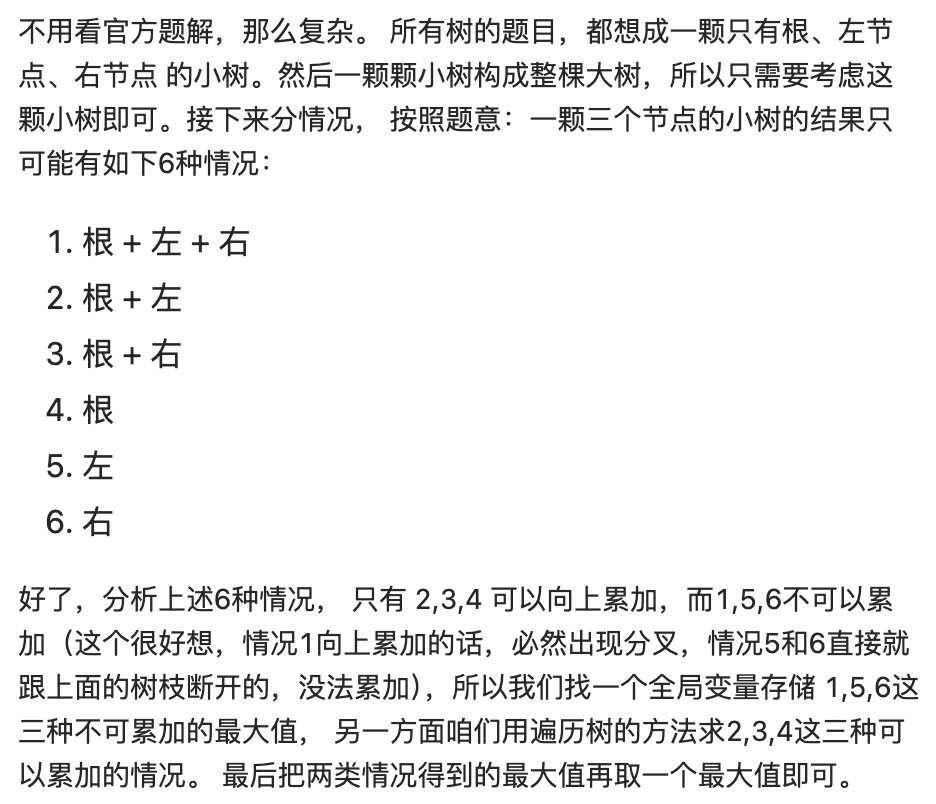 不用看官方题解，那么复杂。 所有树的题目，都想成一颗只有根、左节
点、右节点 的小树。然后一颗颗小树构成整棵大树，所以只需要考虑这
颗小树即可。接下来分情况， 按照题意：一颗三个节点的小树的结果只
可能有如下6种情况：
1. 根 + 左 + 右
2. 根 + 左
3. 根 + 右
4. 根
5. 左
6. 右
好了，分析上述6种情况， 只有 2,3,4 可以向上累加，而1,5,6不可以累
加（这个很好想，情况1向上累加的话，必然出现分叉，情况5和6直接就
跟上面的树枝断开的，没法累加），所以我们找一个全局变量存储 1,5,6这
三种不可累加的最大值， 另一方面咱们用遍历树的方法求2,3,4这三种可
以累加的情况。 最后把两类情况得到的最大值再取一个最大值即可。